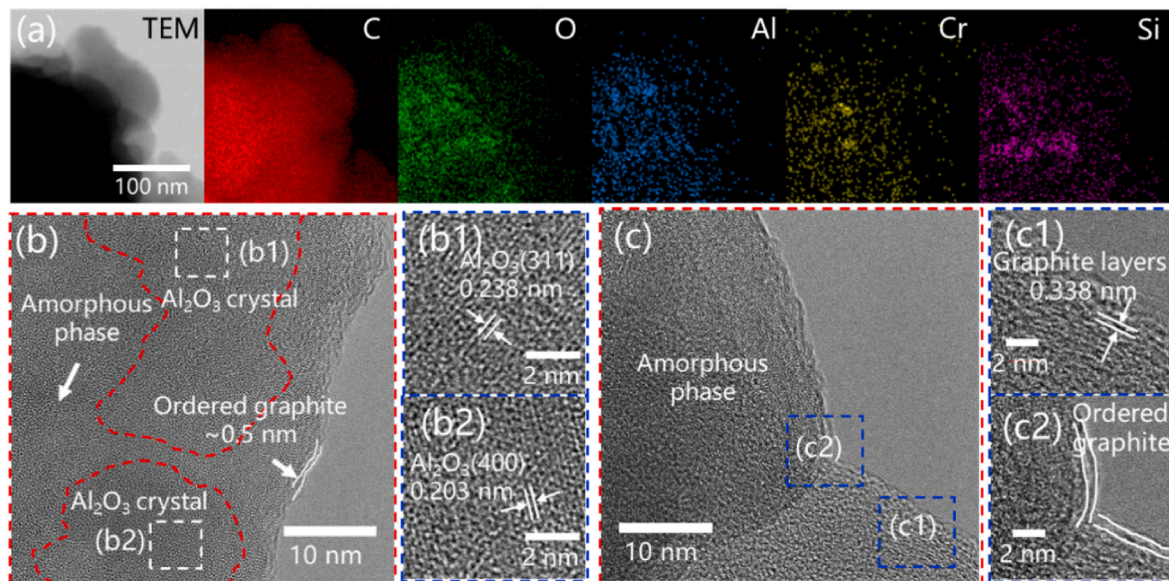 (a) TEM C O Al Cr Si
100 nm
(b)
(b1)
Al₂O₃ crystal
Amorphous
phase
Ordered graphite
~0.5 nm
Al₂O₃ crystal
(b2)
10 nm
(b1)
Al₂O₃(311)
0.238 nm
2 nm
(b2)
Al₂O₃(400)
0.203 nm
2 nm
(c)
Amorphous
phase
(c2)
(c1)
10 nm
(c1)
Graphite layers
0.338 nm
2 nm
(c2)
Ordered
graphite
2 nm